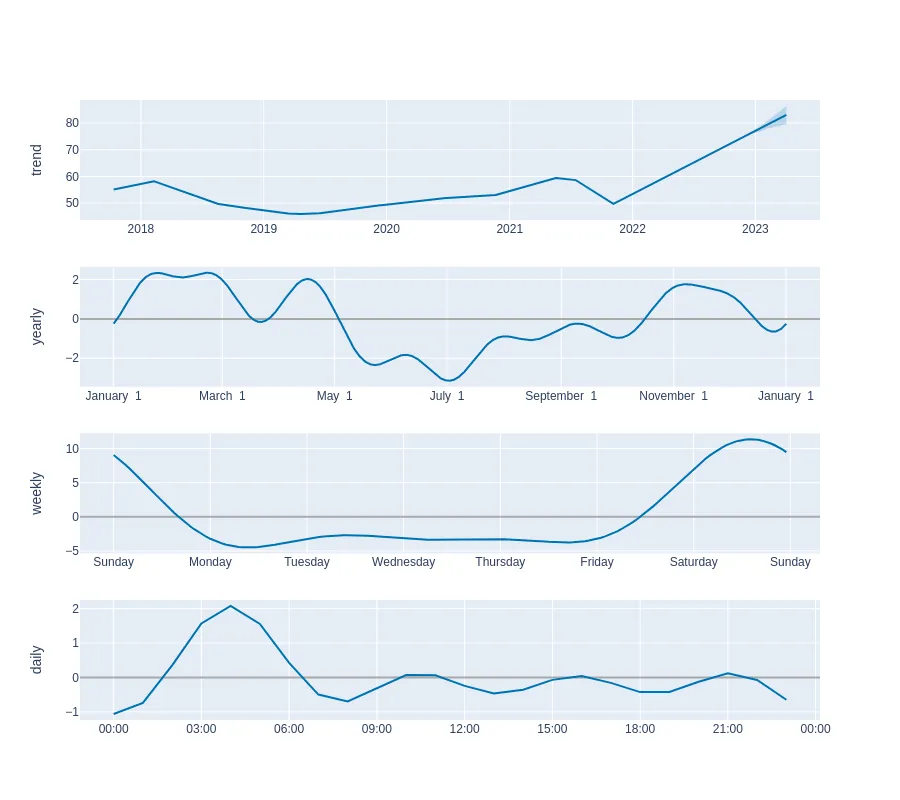 trend
80
70
60
50
2018 2019 2020 2021 2022 2023
yearly
2
0
−2
January 1 March 1 May 1 July 1 September 1 November 1 January 1
weekly
10
5
0
−5
Sunday Monday Tuesday Wednesday Thursday Friday Saturday Sunday
daily
2
1
0
−1
00:00 03:00 06:00 09:00 12:00 15:00 18:00 21:00 00:00